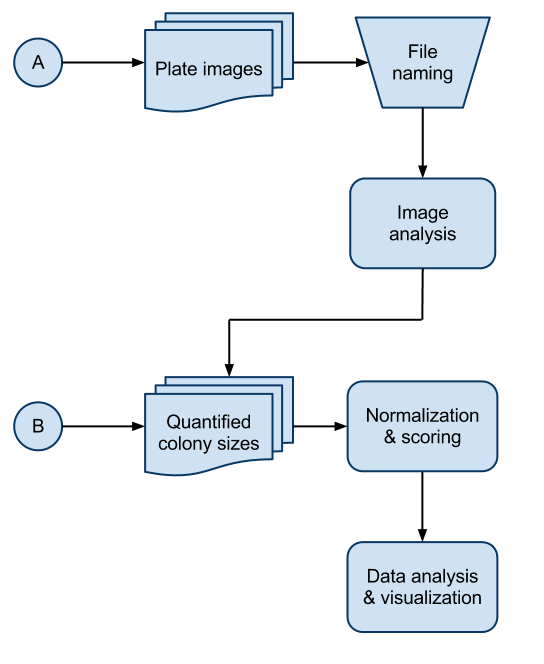 A
Plate images
File
naming
Image
analysis
B
Quantified
colony sizes
Normalization
& scoring
Data analysis
& visualization